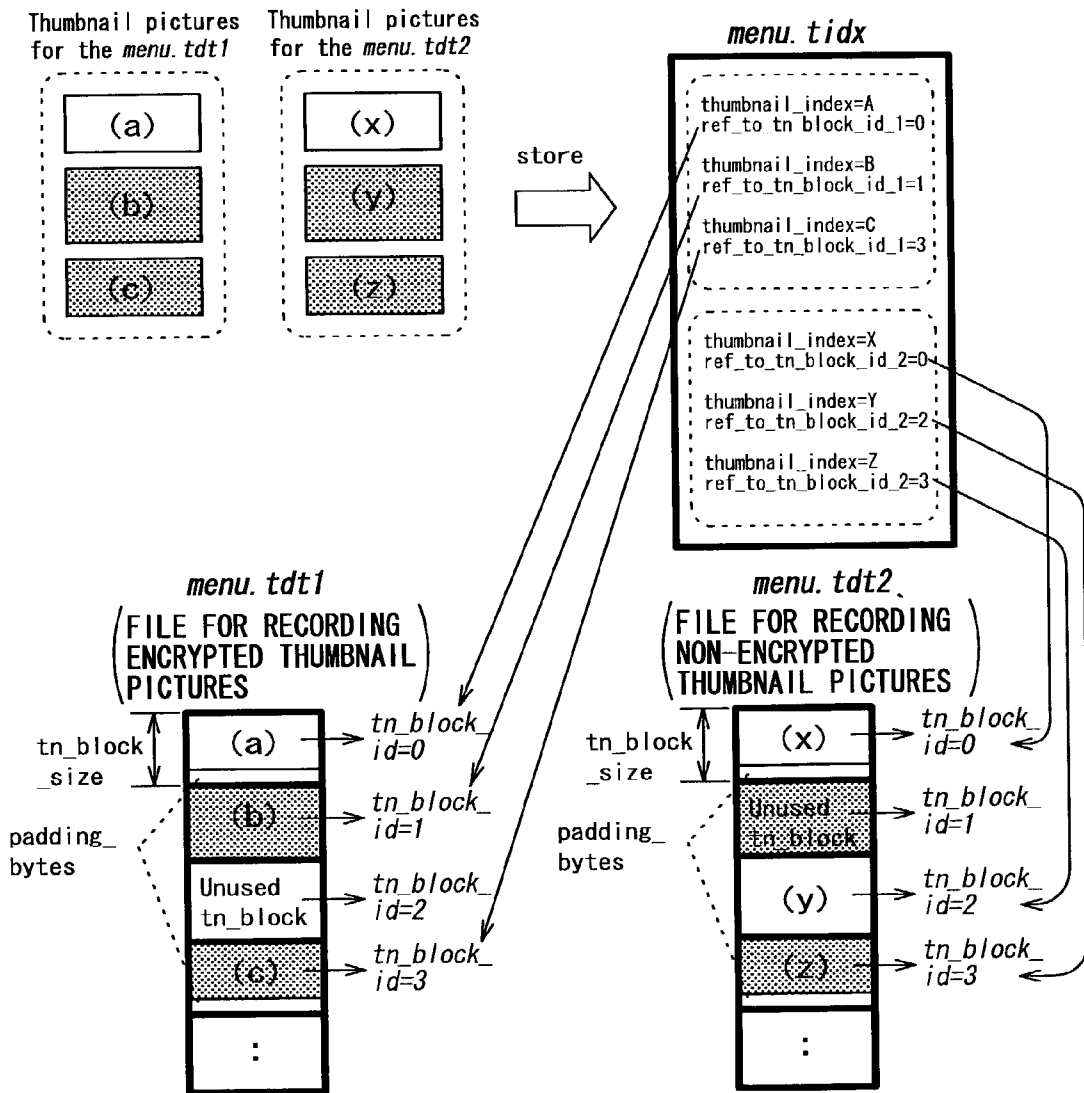 Thumbnail pictures
for the menu.tdt1
Thumbnail pictures
for the menu.tdt2
(a)
(b)
(c)
(x)
(y)
(z)
store
menu.tidx
thumbnail_index=A
ref_to_tn_block_id_1=0
thumbnail_index=B
ref_to_tn_block_id_1=1
thumbnail_index=C
ref_to_tn_block_id_1=3
thumbnail_index=X
ref_to_tn_block_id_2=0
thumbnail_index=Y
ref_to_tn_block_id_2=2
thumbnail_index=Z
ref_to_tn_block_id_2=3
menu.tdt1
(FILE FOR RECORDING
ENCRYPTED THUMBNAIL
PICTURES)
tn_block
_size
padding_
bytes
(a)
(b)
Unused
tn_block
(c)
:
tn_block_
id=0
tn_block_
id=1
tn_block_
id=2
tn_block_
id=3
menu.tdt2
(FILE FOR RECORDING
NON-ENCRYPTED
THUMBNAIL PICTURES)
tn_block
_size
padding_
bytes
(x)
Unused
tn_block
(y)
(z)
:
tn_block_
id=0
tn_block_
id=1
tn_block_
id=2
tn_block_
id=3